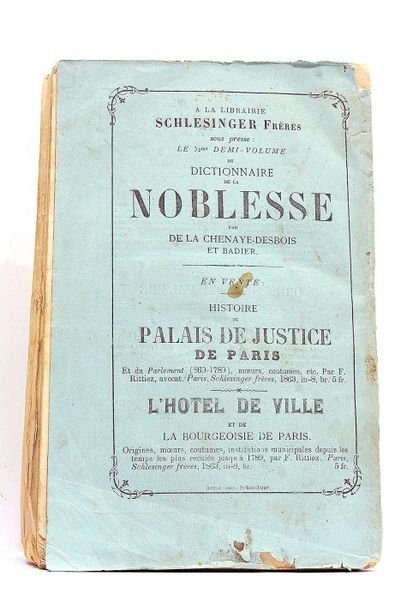 A LA LIBRAIRIE
SCHLESINGER FRÈRES
sous presse:
LE DEMI-VOLUME
DU
DICTIONNAIRE
DE LA
NOBLESSE
PAR
DE LA CHENAYE-DESBOIS
ET BADIER.
EN VENTE:
HISTOIRE
DU
PALAIS DE JUSTICE
DE PARIS
Et du Parlement (860-1789), mœurs, coutumes, etc. Par F.
Rittiez, avocat. Paris, Schlesinger frères, 1863, in-8, br. 5 fr.
L'HOTEL DE VILLE
ET DE
LA BOURGEOISIE DE PARIS.
Origines, mœurs, coutumes, institutions municipales depuis les
temps les plus reculés jusqu'à 1789, par F. Rittiez. Paris,
Schlesinger frères, 1863, in-8, br. 5 fr.